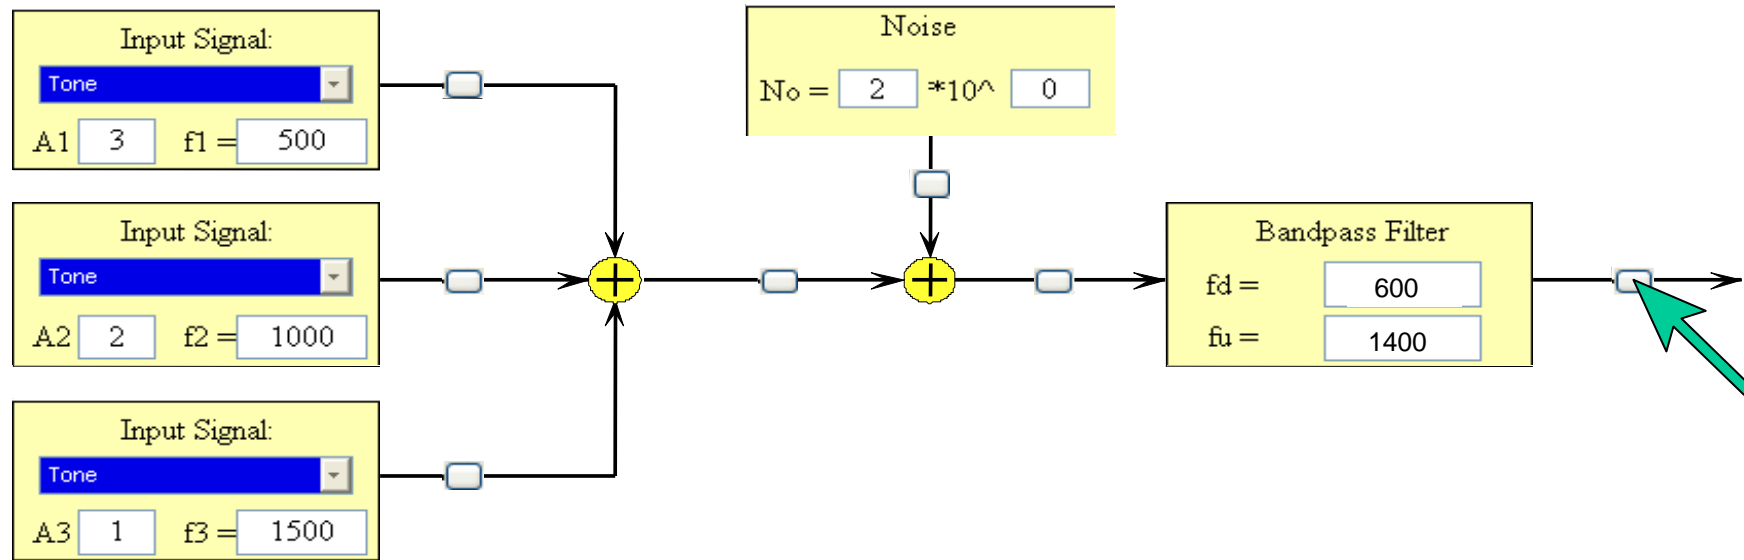 Input Signal:
Tone
A1 3 f1 = 500
Input Signal:
Tone
A2 2 f2 = 1000
Input Signal:
Tone
A3 1 f3 = 1500
Noise
No = 2 *10^ 0
Bandpass Filter
fd = 600
fu = 1400